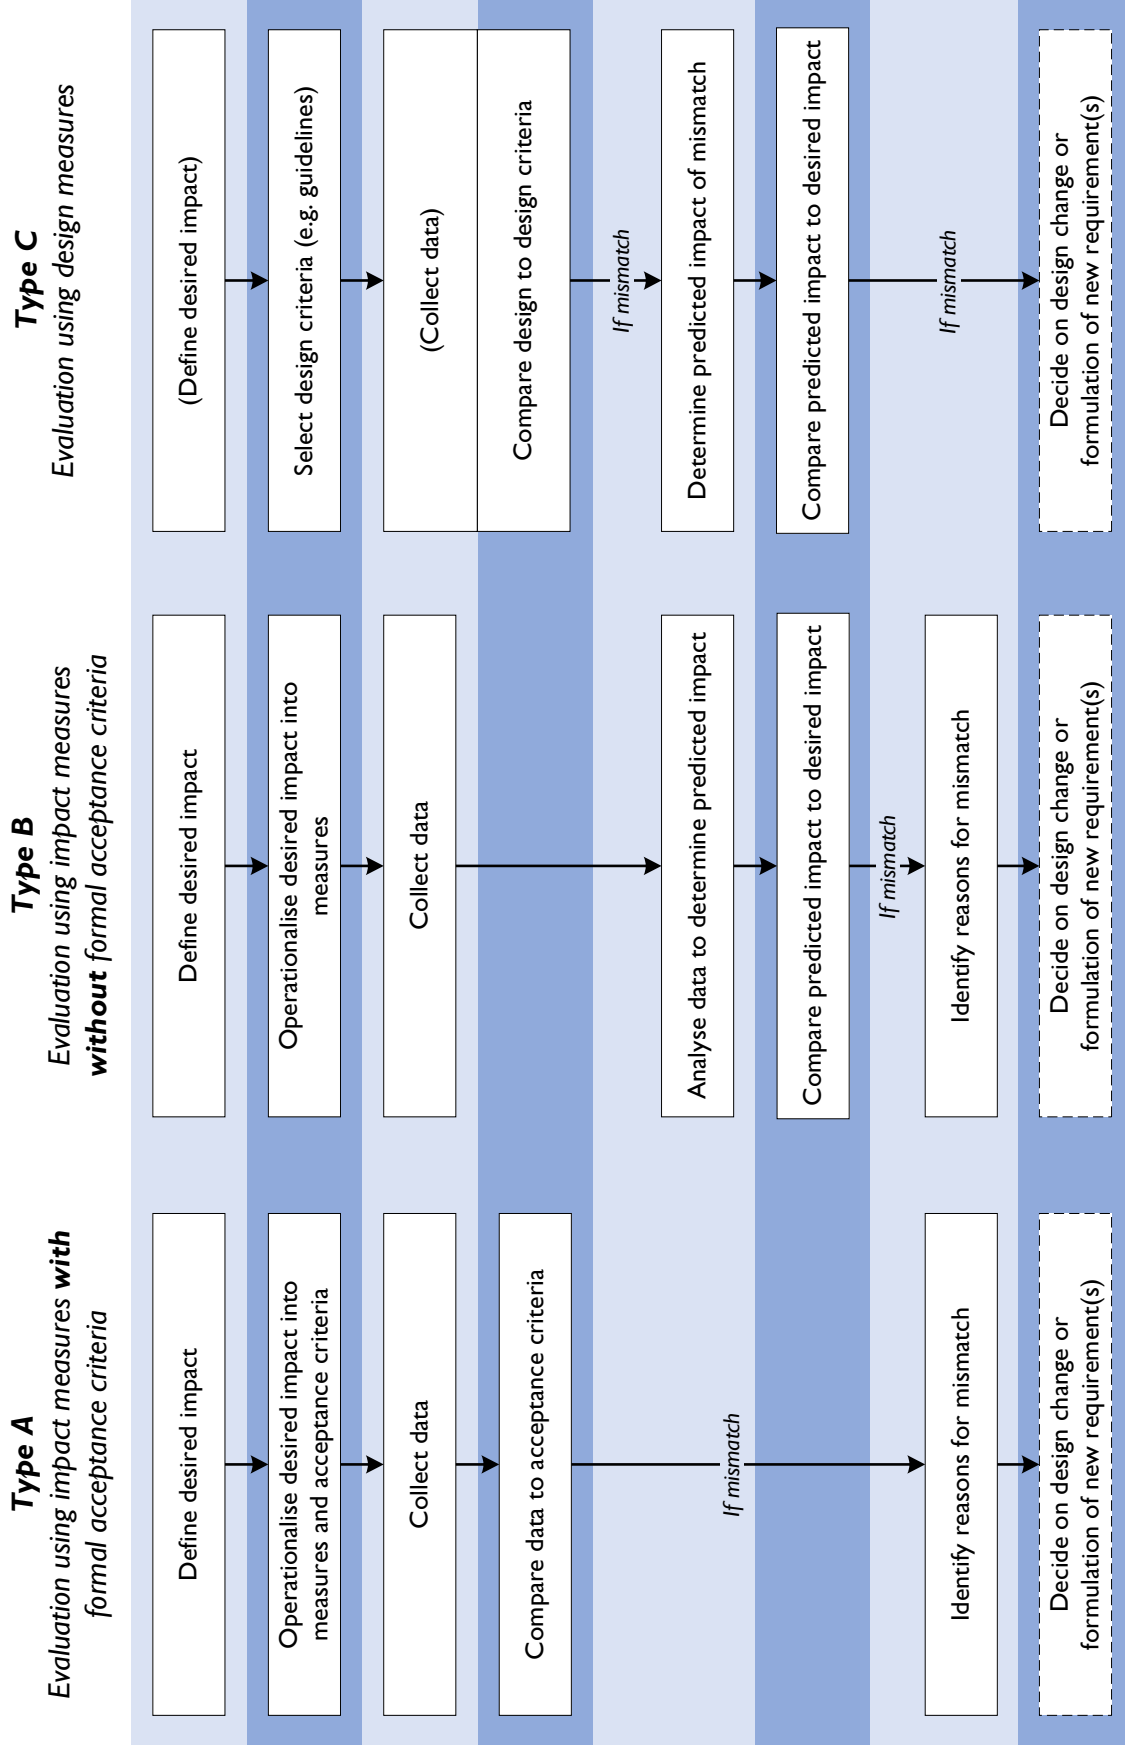 Type A
Evaluation using impact measures with
formal acceptance criteria
Define desired impact
Operationalise desired impact into
measures and acceptance criteria
Collect data
Compare data to acceptance criteria
If mismatch
Identify reasons for mismatch
Decide on design change or
formulation of new requirement(s)
Type B
Evaluation using impact measures
without formal acceptance criteria
Define desired impact
Operationalise desired impact into
measures
Collect data
Analyse data to determine predicted impact
Compare predicted impact to desired impact
If mismatch
Identify reasons for mismatch
Decide on design change or
formulation of new requirement(s)
Type C
Evaluation using design measures
(Define desired impact)
Select design criteria (e.g. guidelines)
(Collect data)
Compare design to design criteria
If mismatch
Determine predicted impact of mismatch
Compare predicted impact to desired impact
If mismatch
Decide on design change or
formulation of new requirement(s)